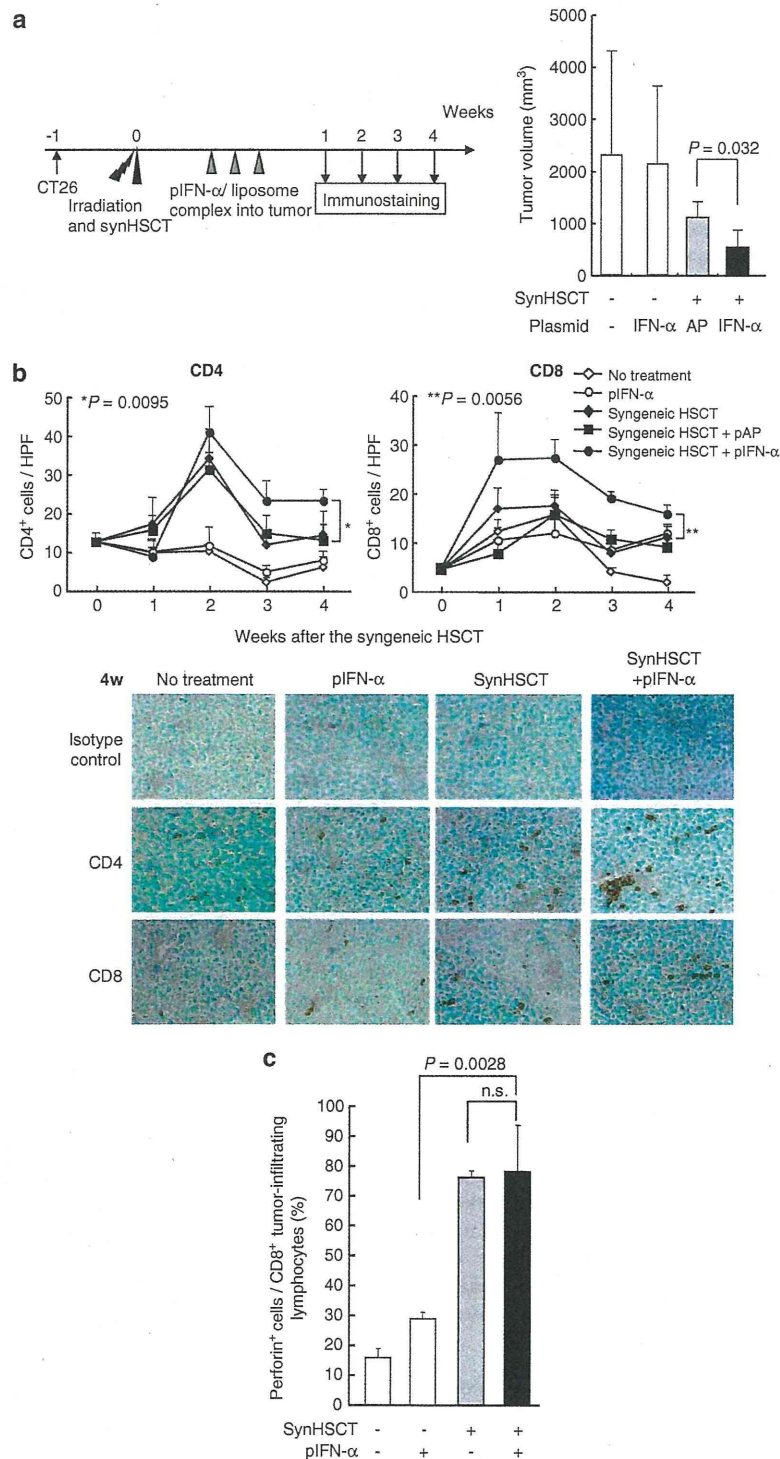 a
Weeks
-1 0 1 2 3 4
CT26
Irradiation
and synHSCT
pIFN-α/ liposome
complex into tumor
Immunostaining
Tumor volume (mm³)
5000
4000
3000
2000
1000
0
P = 0.032
SynHSCT - - + +
Plasmid - IFN-α AP IFN-α
b
CD4
*P = 0.0095
CD4⁺ cells / HPF
50
40
30
20
10
0
*
0 1 2 3 4
CD8
**P = 0.0056
CD8⁺ cells / HPF
40
30
20
10
0
**
0 1 2 3 4
No treatment
pIFN-α
Syngeneic HSCT
Syngeneic HSCT + pAP
Syngeneic HSCT + pIFN-α
Weeks after the syngeneic HSCT
4w
No treatment
pIFN-α
SynHSCT
SynHSCT
+pIFN-α
Isotype
control
CD4
CD8
c
P = 0.0028
n.s.
Perforin⁺ cells / CD8⁺ tumor-infiltrating
lymphocytes (%)
100
90
80
70
60
50
40
30
20
10
0
SynHSCT - - + +
pIFN-α - + - +